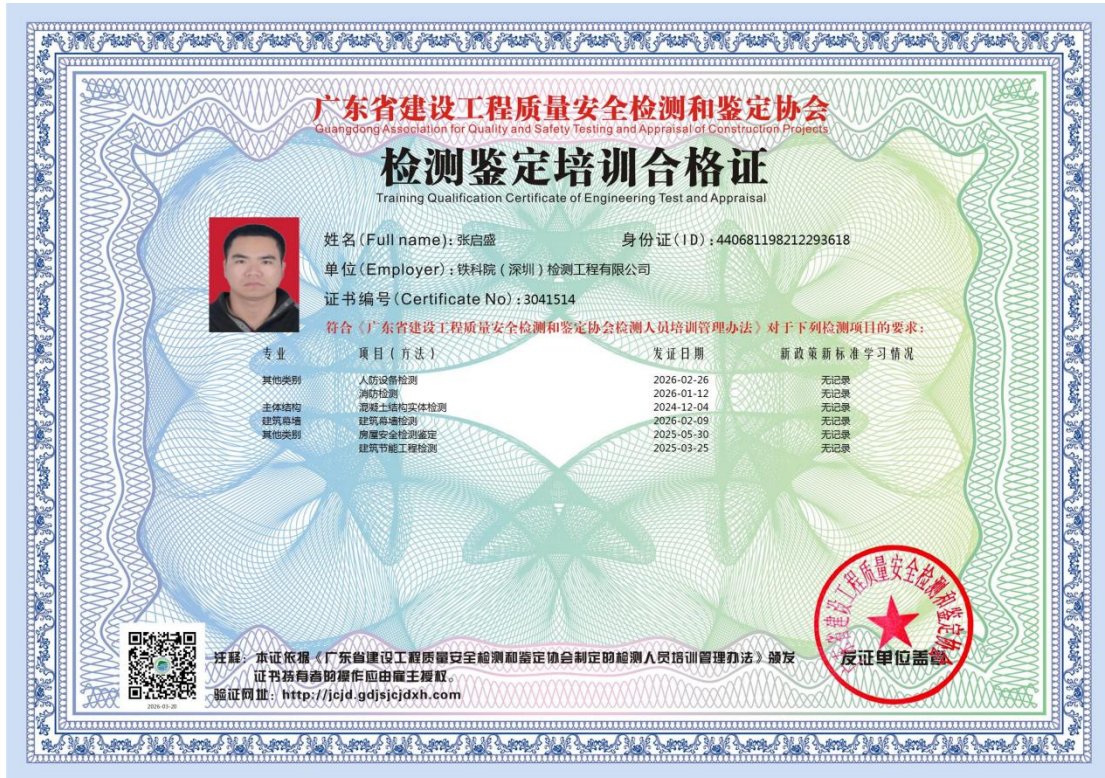 广东省建设工程质量安全检测和鉴定协会
Guangdong Association for Quality and Safety Testing and Appraisal of Construction Projects
检测鉴定培训合格证
Training Qualification Certificate of Engineering Test and Appraisal
姓名(Full name): 张启盛 身份证(ID): 440681198212293618
单位(Employer): 铁科院（深圳）检测工程有限公司
证书编号(Certificate No): 3041514
符合《广东省建设工程质量安全检测和鉴定协会检测人员培训管理办法》对于下列检测项目的要求：
专业 项目(方法) 发证日期 新政策新标准学习情况
其他类别 人防设备检测 2026-02-26 无记录
消防检测 2026-01-12 无记录
主体结构 混凝土结构实体检测 2024-12-04 无记录
建筑幕墙 建筑幕墙检测 2026-02-09 无记录
其他类别 房屋安全检测鉴定 2025-05-30 无记录
建筑节能工程检测 2025-03-25 无记录
广东省建设工程质量安全检测和鉴定协会
发证单位盖章
注释：本证依据《广东省建设工程质量安全检测和鉴定协会制定的检测人员培训管理办法》颁发
证书持有者的操作应由雇主授权。
验证网址：http://jcjd.gdjsjcjdxh.com
2026-03-20